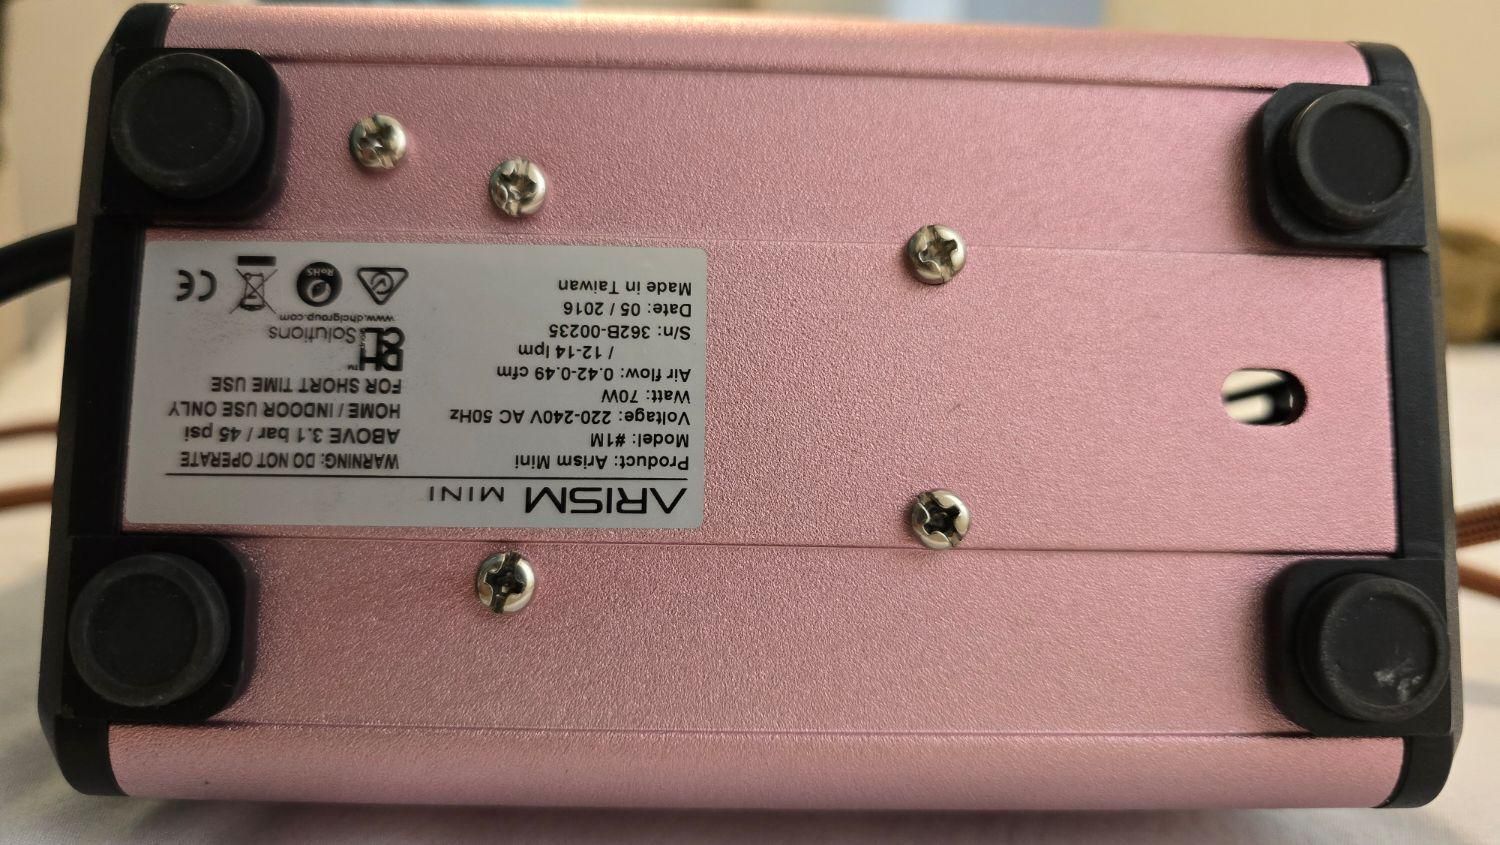 ARISM MINI
Product: Arism Mini
Model: #1M
Voltage: 220-240V AC 50Hz
Watt: 70W
Air flow: 0.42-0.49 cfm
/ 12-14 lpm
S/n: 362B-00235
Date: 05 / 2016
Made in Taiwan
WARNING: DO NOT OPERATE
ABOVE 3.1 bar / 45 psi
HOME / INDOOR USE ONLY
FOR SHORT TIME USE
Solutions
www.dhclgroup.com
RoHS
CE